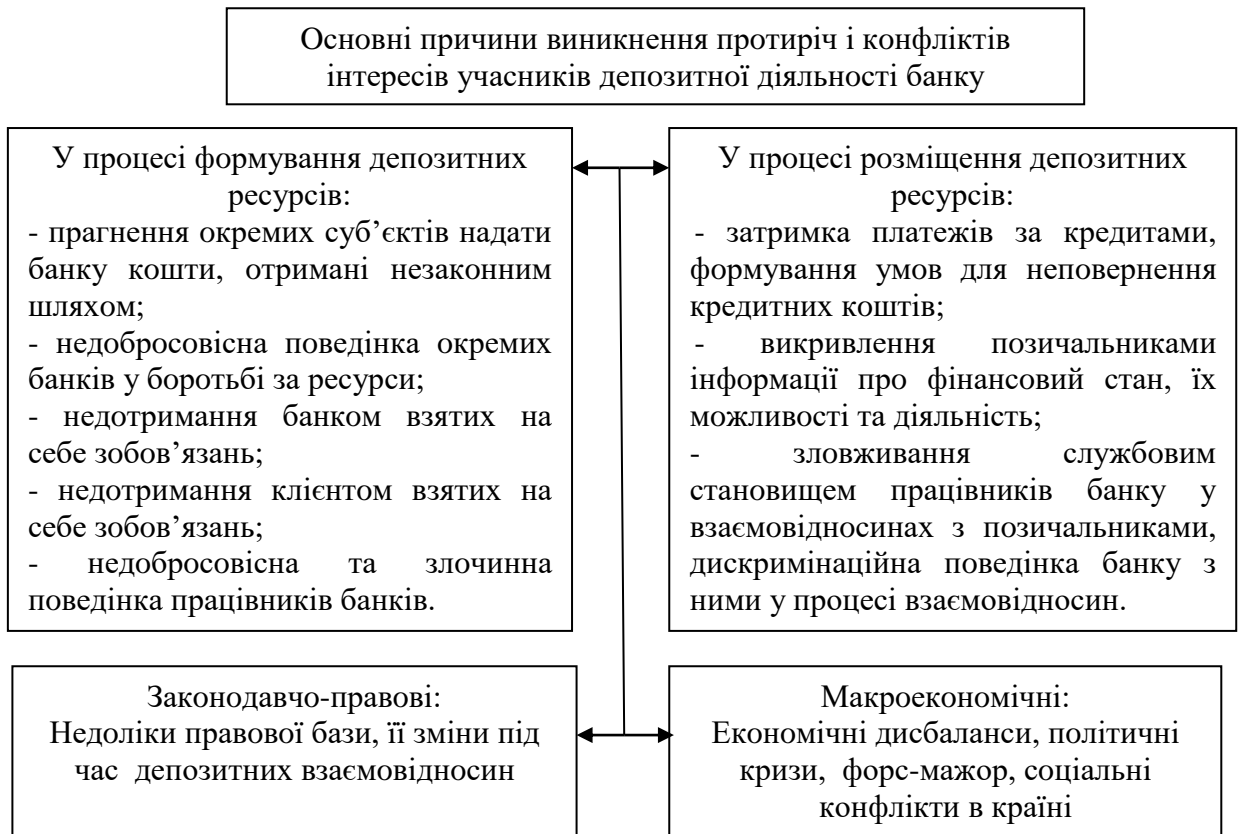 Основні причини виникнення протиріч і конфліктів
інтересів учасників депозитної діяльності банку
У процесі формування депозитних
ресурсів:
- прагнення окремих суб’єктів надати
банку кошти, отримані незаконним
шляхом;
- недобросовісна поведінка окремих
банків у боротьбі за ресурси;
- недотримання банком взятих на
себе зобов’язань;
- недотримання клієнтом взятих на
себе зобов’язань;
- недобросовісна та злочинна
поведінка працівників банків.
У процесі розміщення депозитних
ресурсів:
- затримка платежів за кредитами,
формування умов для неповернення
кредитних коштів;
- викривлення позичальниками
інформації про фінансовий стан, їх
можливості та діяльність;
- зловживання службовим
становищем працівників банку у
взаємовідносинах з позичальниками,
дискримінаційна поведінка банку з
ними у процесі взаємовідносин.
Законодавчо-правові:
Недоліки правової бази, її зміни під
час депозитних взаємовідносин
Макроекономічні:
Економічні дисбаланси, політичні
кризи, форс-мажор, соціальні
конфлікти в країні